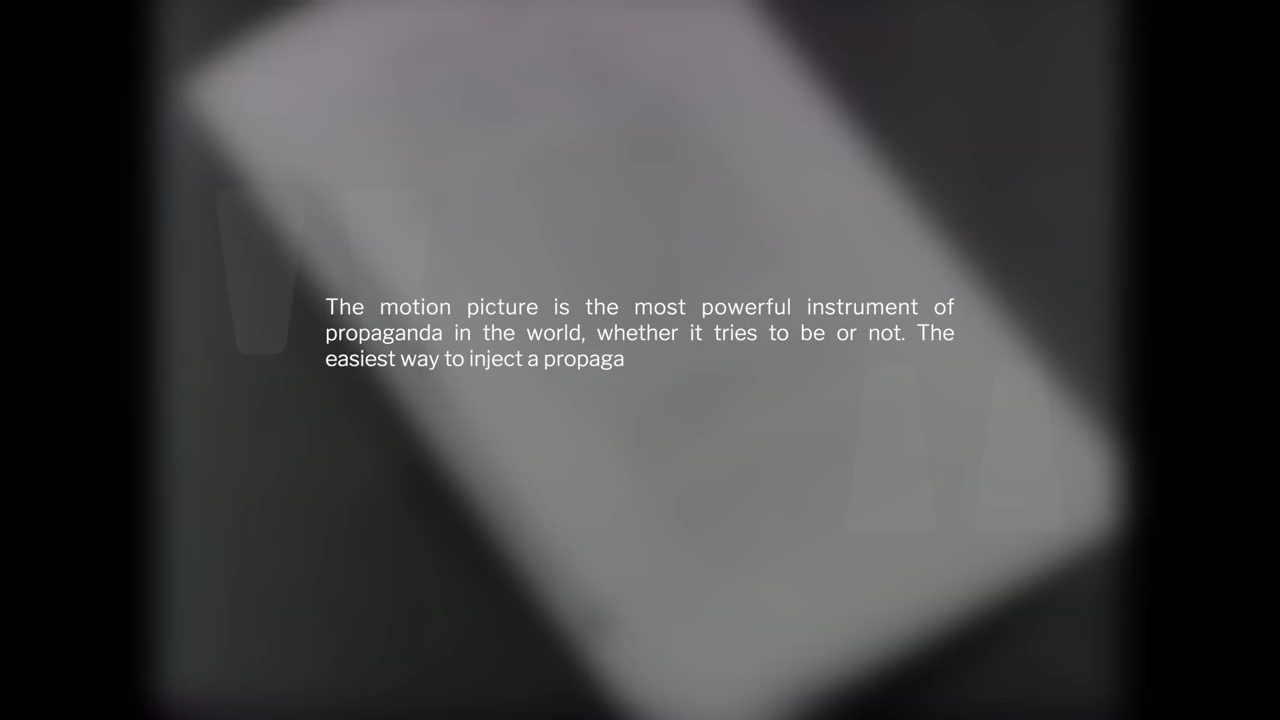 The motion picture is the most powerful instrument of
propaganda in the world, whether it tries to be or not. The
easiest way to inject a propaga